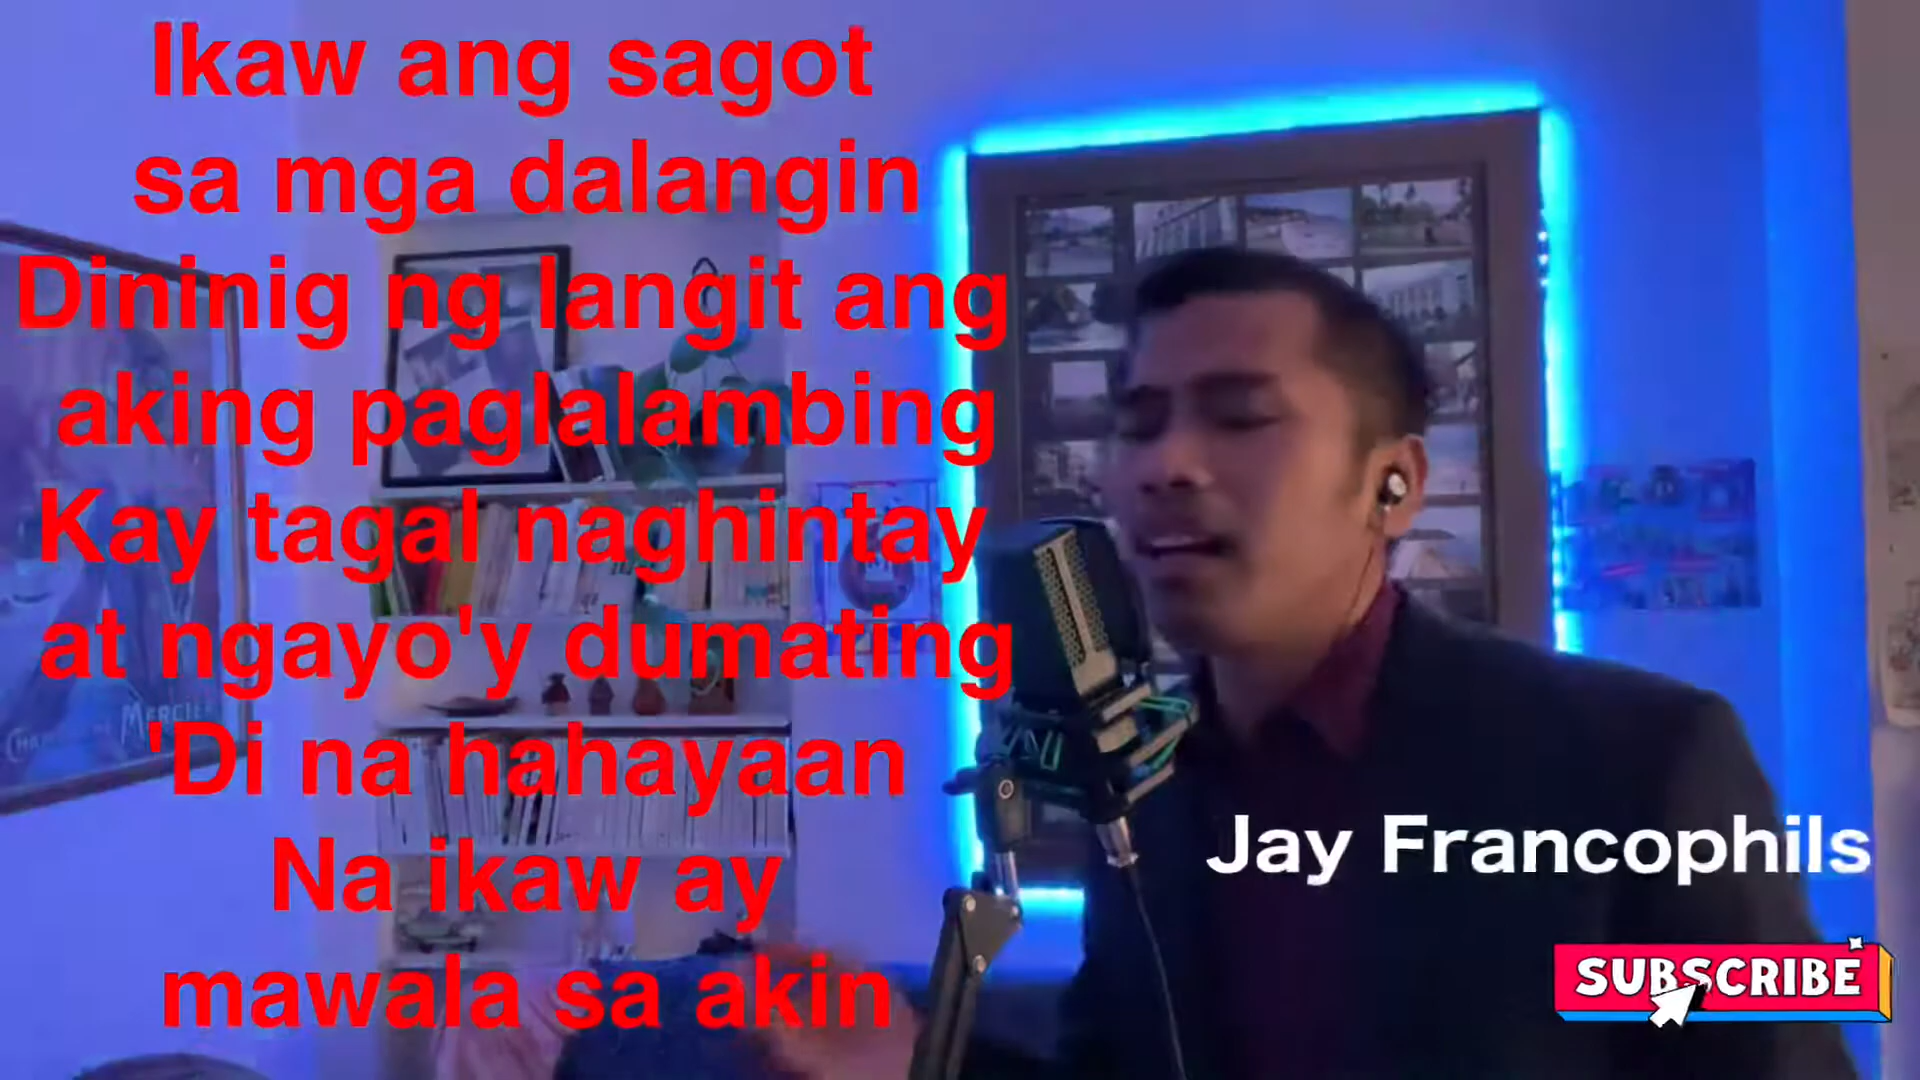 Ikaw ang sagot
sa mga dalangin
Dininig ng langit ang
aking paglalambing
Kay tagal naghintay
at ngayo'y dumating
'Di na hahayaan
Na ikaw ay
mawala sa akin
Jay Francophils
SUBSCRIBE